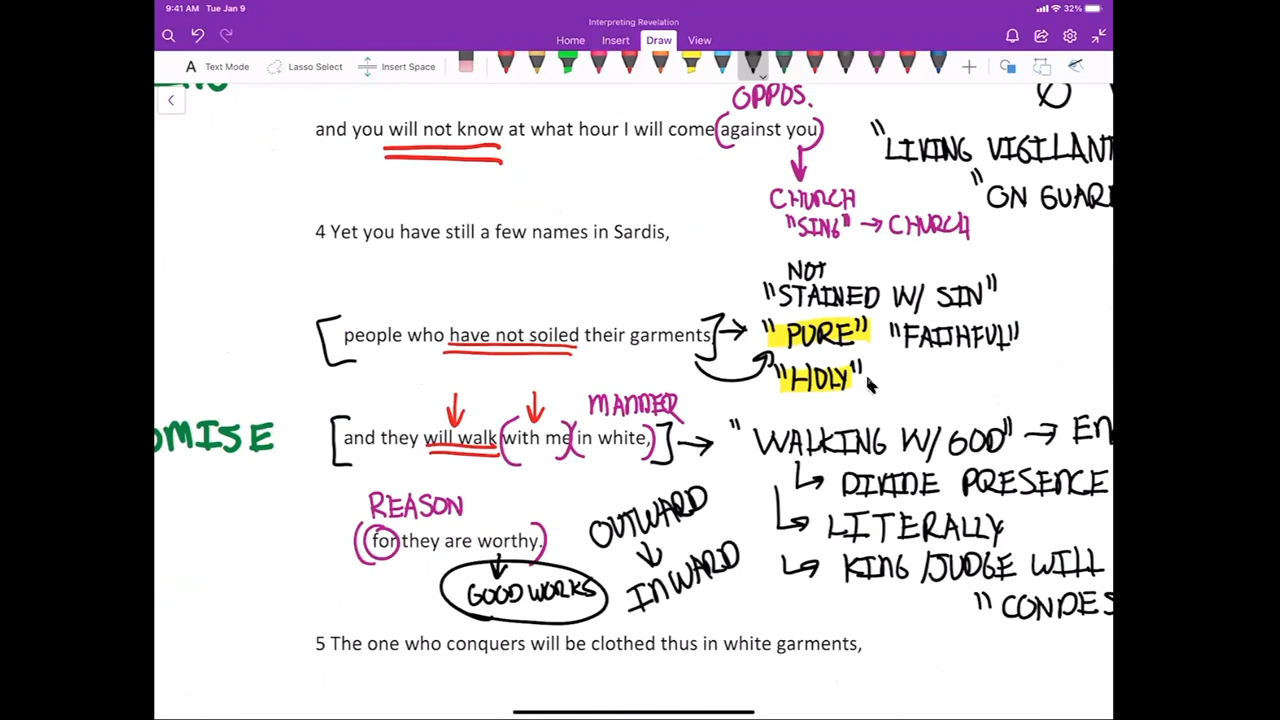 9:41 AM Tue Jan 9
32%
Interpreting Revelation
Home Insert Draw View
A Text Mode Lasso Select Insert Space
OPPOS.
and you will not know at what hour I will come (against you)
"LIVING VIGILANT
"ON GUAR
CHURCH
"SING" → CHURCH
4 Yet you have still a few names in Sardis,
NOT
"STAINED W/ SIN"
[people who have not soiled their garments,] → "PURE" "FAITHFUL"
"HOLY"
MANNER
OMISE
[and they will walk (with me)(in white,)] → "WALKING W/ GOD" → EN
DIVINE PRESENCE
REASON
OUTWARD
LITERALLY
(for they are worthy.)
INWARD
KING/JUDGE WILL
GOOD WORKS
"CONDES
5 The one who conquers will be clothed thus in white garments,